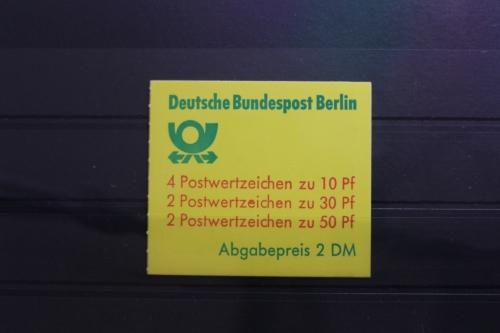 Deutsche Bundespost Berlin
4 Postwertzeichen zu 10 Pf
2 Postwertzeichen zu 30 Pf
2 Postwertzeichen zu 50 Pf
Abgabepreis 2 DM